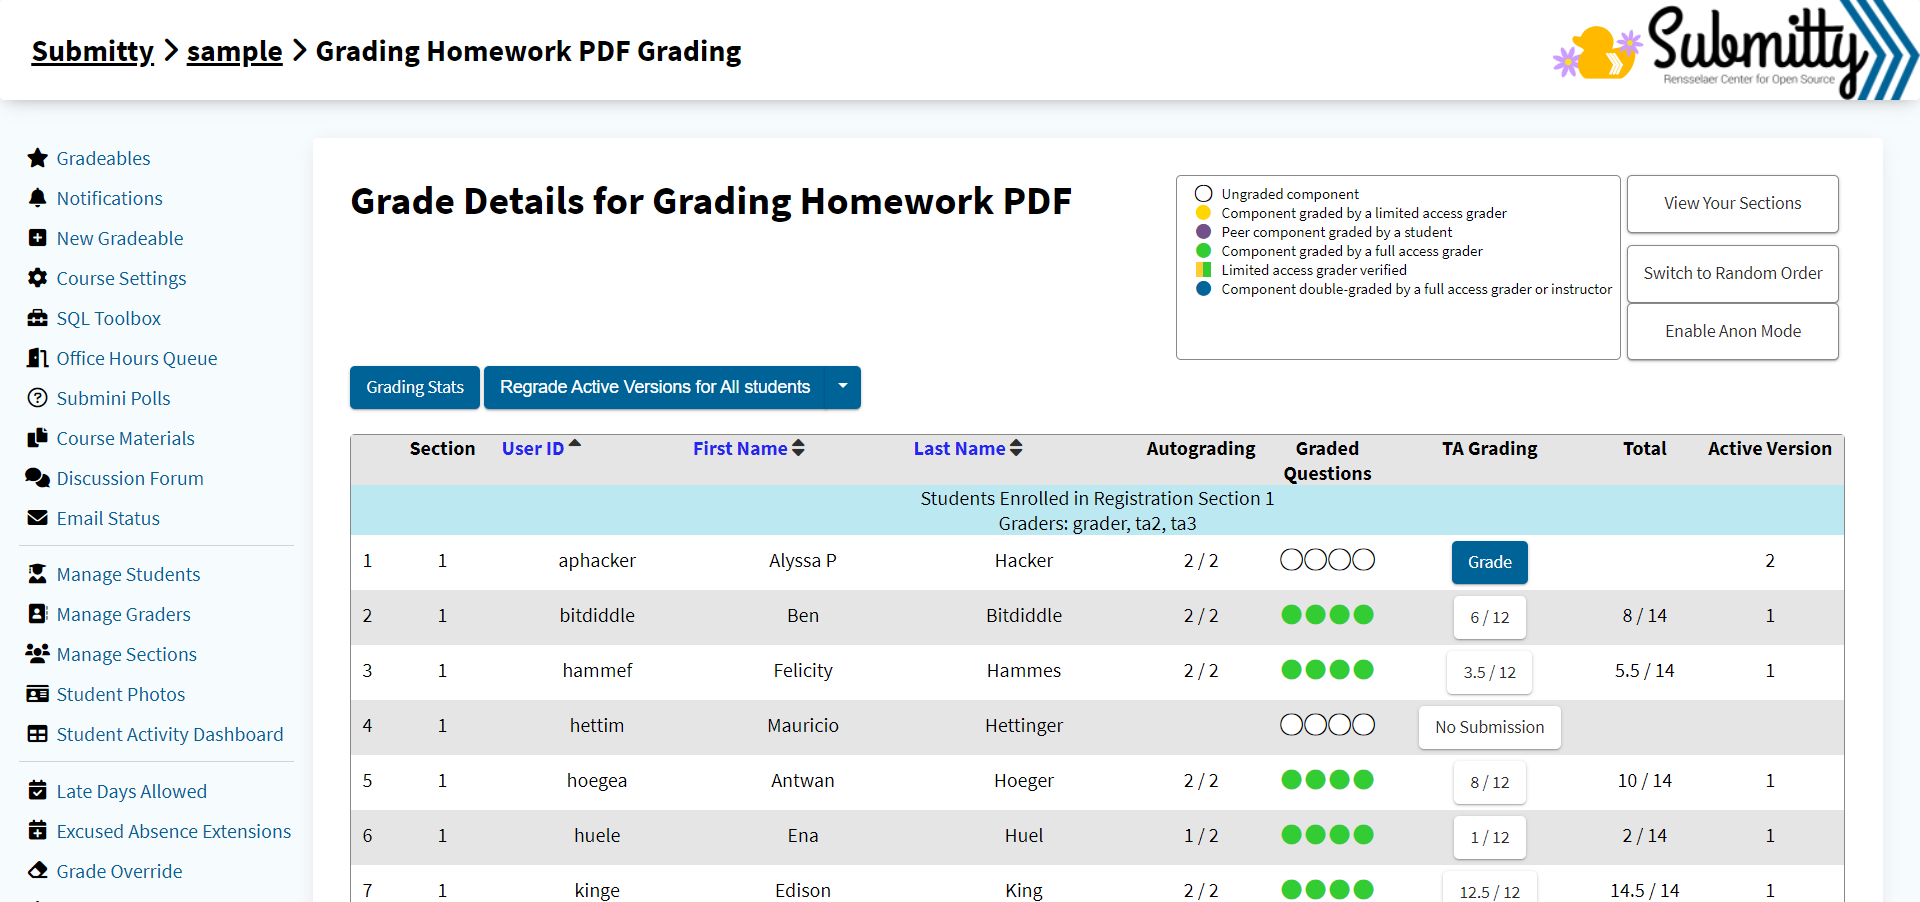 Submitty > sample > Grading Homework PDF Grading
Submitty
Rensselaer Center for Open Source
Gradeables
Notifications
New Gradeable
Course Settings
SQL Toolbox
Office Hours Queue
Submini Polls
Course Materials
Discussion Forum
Email Status
Manage Students
Manage Graders
Manage Sections
Student Photos
Student Activity Dashboard
Late Days Allowed
Excused Absence Extensions
Grade Override
Grade Details for Grading Homework PDF
Ungraded component
Component graded by a limited access grader
Peer component graded by a student
Component graded by a full access grader
Limited access grader verified
Component double-graded by a full access grader or instructor
View Your Sections
Switch to Random Order
Enable Anon Mode
Grading Stats
Regrade Active Versions for All students
Section User ID First Name Last Name Autograding Graded Questions TA Grading Total Active Version
Students Enrolled in Registration Section 1
Graders: grader, ta2, ta3
1 1 aphacker Alyssa P Hacker 2 / 2 Grade 2
2 1 bitdiddle Ben Bitdiddle 2 / 2 6 / 12 8 / 14 1
3 1 hammef Felicity Hammes 2 / 2 3.5 / 12 5.5 / 14 1
4 1 hettim Mauricio Hettinger No Submission
5 1 hoegea Antwan Hoeger 2 / 2 8 / 12 10 / 14 1
6 1 huele Ena Huel 1 / 2 1 / 12 2 / 14 1
7 1 kinge Edison King 2 / 2 12.5 / 12 14.5 / 14 1